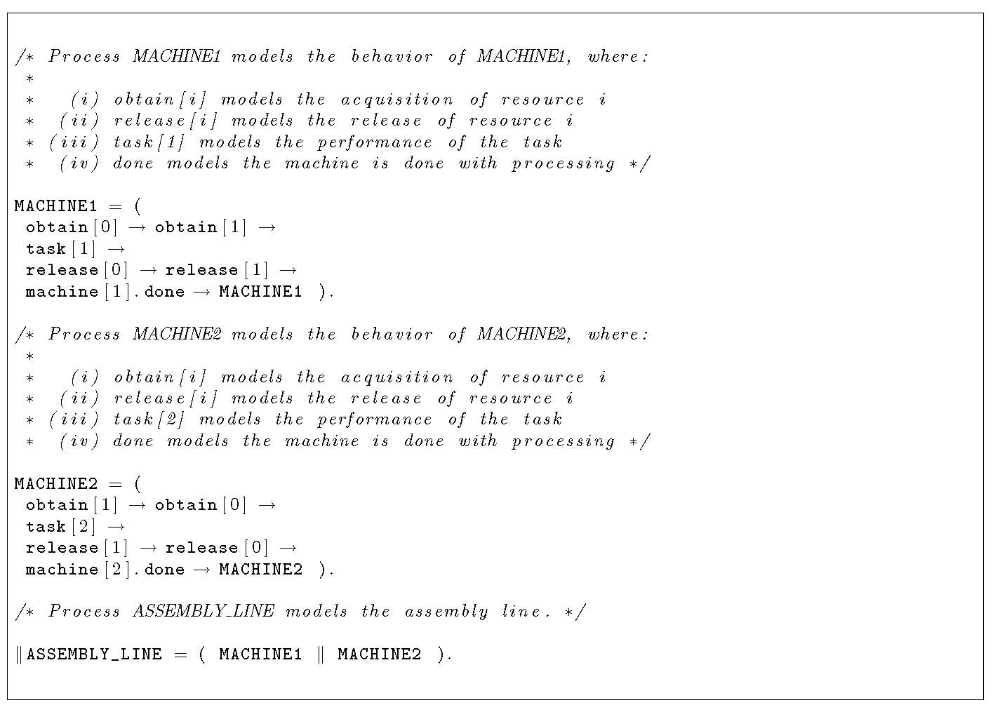 /* Process MACHINE1 models the behavior of MACHINE1, where:
*
* (i) obtain[i] models the acquisition of resource i
* (ii) release[i] models the release of resource i
* (iii) task[1] models the performance of the task
* (iv) done models the machine is done with processing */
MACHINE1 = (
obtain[0] → obtain[1] →
task[1] →
release[0] → release[1] →
machine[1].done → MACHINE1 ).
/* Process MACHINE2 models the behavior of MACHINE2, where:
*
* (i) obtain[i] models the acquisition of resource i
* (ii) release[i] models the release of resource i
* (iii) task[2] models the performance of the task
* (iv) done models the machine is done with processing */
MACHINE2 = (
obtain[1] → obtain[0] →
task[2] →
release[1] → release[0] →
machine[2].done → MACHINE2 ).
/* Process ASSEMBLY_LINE models the assembly line. */
‖ASSEMBLY_LINE = ( MACHINE1 ‖ MACHINE2 ).